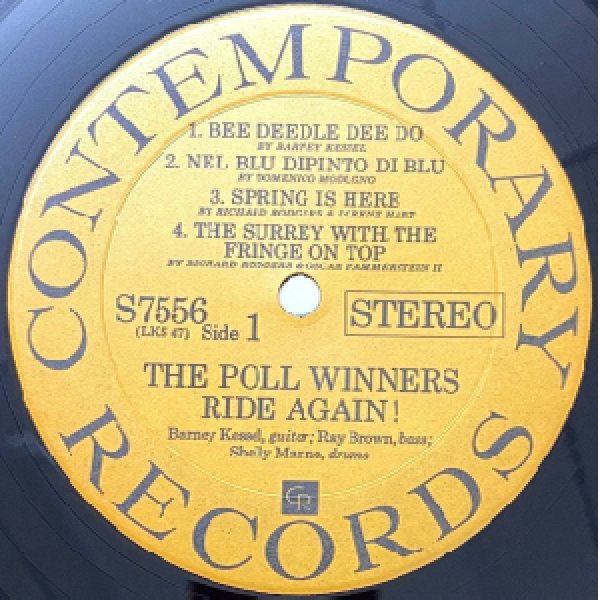 CONTEMPORARY RECORDS
1. BEE DEEDLE DEE DO
BY BARNEY KESSEL
2. NEL BLU DIPINTO DI BLU
BY DOMENICO MODUGNO
3. SPRING IS HERE
BY RICHARD RODGERS & LORENZ HART
4. THE SURREY WITH THE
FRINGE ON TOP
BY RICHARD RODGERS & OSCAR HAMMERSTEIN II
S7556
(LKS 47) Side 1
STEREO
THE POLL WINNERS
RIDE AGAIN!
Barney Kessel, guitar; Ray Brown, bass;
Shelly Manne, drums
CR